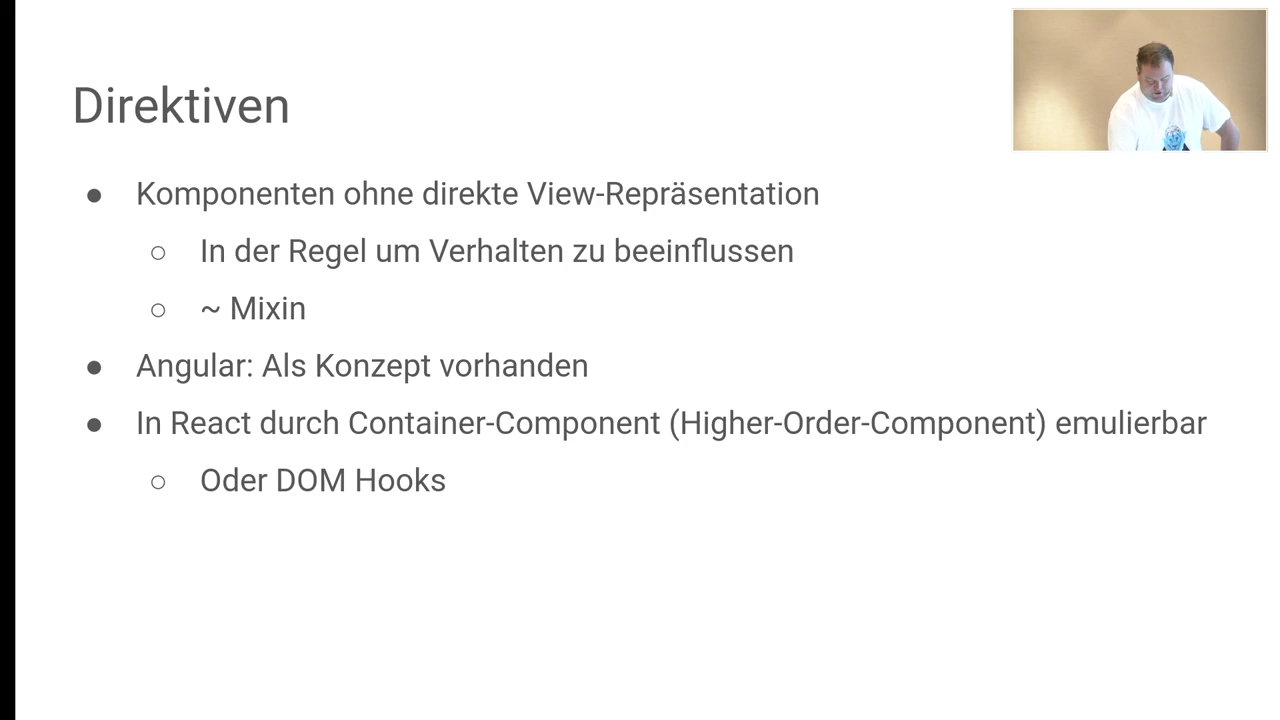 Direktiven
● Komponenten ohne direkte View-Repräsentation
○ In der Regel um Verhalten zu beeinflussen
○ ~ Mixin
● Angular: Als Konzept vorhanden
● In React durch Container-Component (Higher-Order-Component) emulierbar
○ Oder DOM Hooks